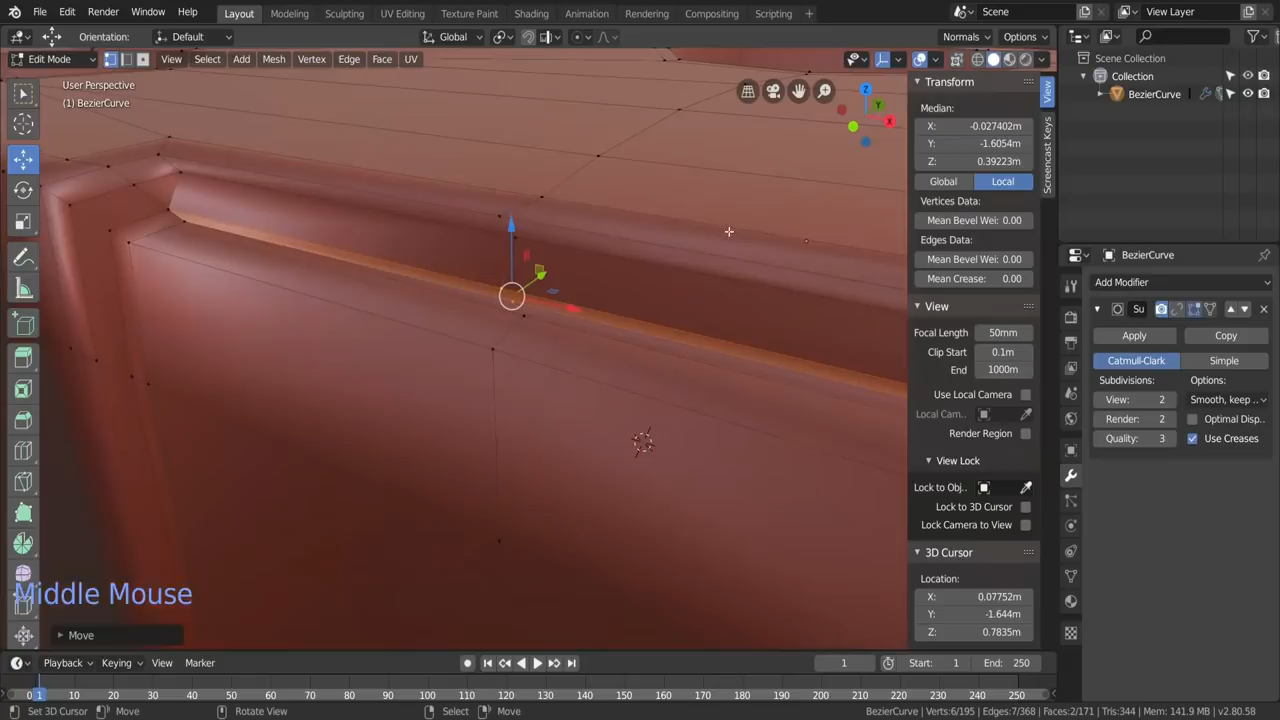 File Edit Render Window Help Layout Modeling Sculpting UV Editing Texture Paint Shading Animation Rendering Compositing Scripting + Scene View Layer
Orientation: Default Global Normals Options
Edit Mode View Select Add Mesh Vertex Edge Face UV
User Perspective
(1) BezierCurve
Z
Y
X
Transform
Median:
X: -0.027402m
Y: -1.6054m
Z: 0.39223m
Global Local
Vertices Data:
Mean Bevel Wei: 0.00
Edges Data:
Mean Bevel Wei: 0.00
Mean Crease: 0.00
View
Focal Length 50mm
Clip Start 0.1m
End 1000m
Use Local Camera
Local Cam..
Render Region
View Lock
Lock to Obj..
Lock to 3D Cursor
Lock Camera to View
3D Cursor
Location:
X: 0.07752m
Y: -1.644m
Z: 0.7835m
View
Screencast Keys
Scene Collection
Collection
BezierCurve
BezierCurve
Add Modifier
Su
Apply Copy
Catmull-Clark Simple
Subdivisions: Options:
View: 2 Smooth, keep ..
Render: 2 Optimal Disp..
Quality: 3 Use Creases
Middle Mouse
Move
Playback Keying View Marker 1 Start: 1 End: 250
0 1 10 20 30 40 50 60 70 80 90 100 110 120 130 140 150 160 170 180 190 200 210 220 230 240 250
Set 3D Cursor Move Rotate View Select Move BezierCurve | Verts:6/195 | Edges:7/368 | Faces:2/171 | Tris:344 | Mem: 141.9 MB | v2.80.58